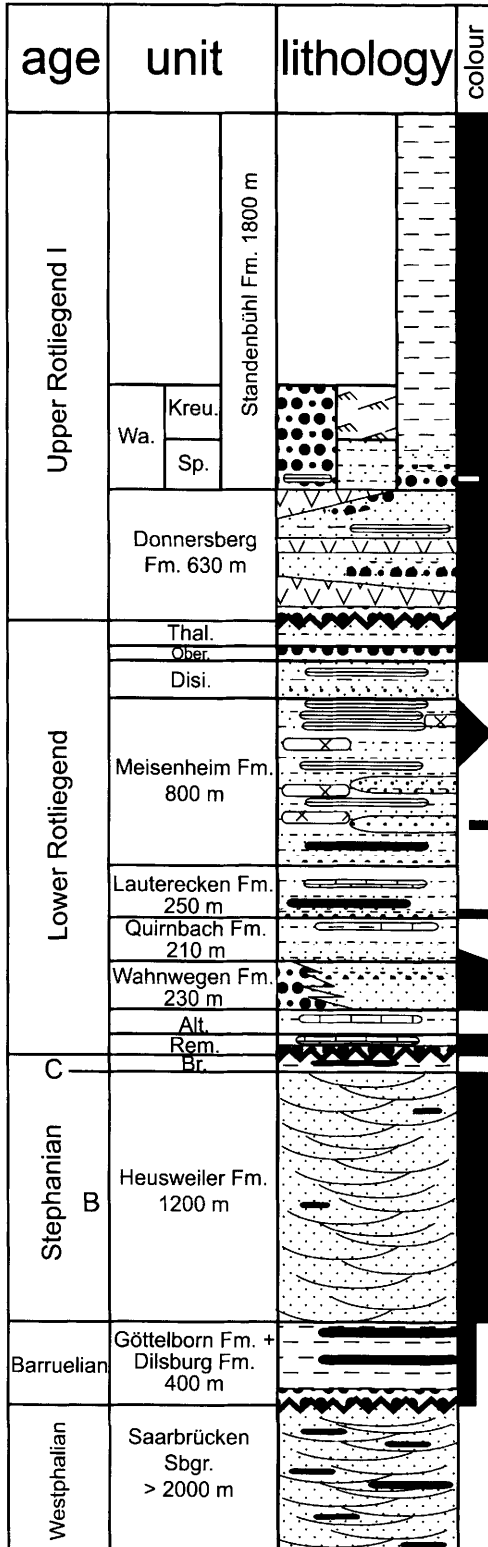 age unit lithology colour
Upper Rotliegend I
Standenbühl Fm. 1800 m
Wa.
Kreu.
Sp.
Donnersberg
Fm. 630 m
Lower Rotliegend
Thal.
Ober.
Disi.
Meisenheim Fm.
800 m
Lauterecken Fm.
250 m
Quirnbach Fm.
210 m
Wahnwegen Fm.
230 m
Alt.
Rem.
Br.
Stephanian
C
B
Heusweiler Fm.
1200 m
Barruelian
Göttelborn Fm. +
Dilsburg Fm.
400 m
Westphalian
Saarbrücken
Sbgr.
> 2000 m